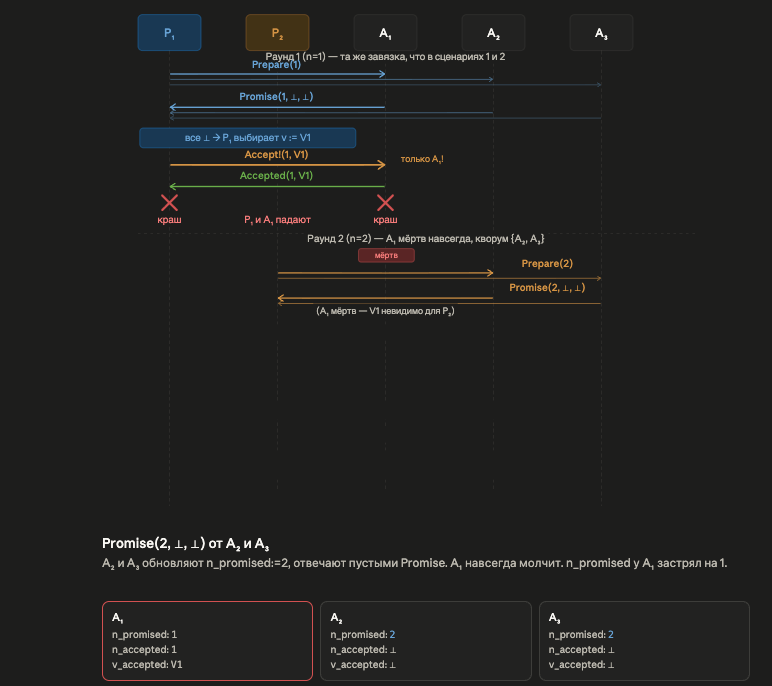 P₁ P₂ A₁ A₂ A₃
Раунд 1 (n=1) — та же завязка, что в сценариях 1 и 2
Prepare(1)
Promise(1, ⊥, ⊥)
все ⊥ → P₁ выбирает v := V1
Accept!(1, V1)
только A₁!
Accepted(1, V1)
краш P₁ и A₁ падают краш
Раунд 2 (n=2) — A₁ мёртв навсегда, кворум {A₂, A₃}
мёртв
Prepare(2)
Promise(2, ⊥, ⊥)
(A₁ мёртв — V1 невидимо для P₂)
Promise(2, ⊥, ⊥) от A₂ и A₃
A₂ и A₃ обновляют n_promised:=2, отвечают пустыми Promise. A₁ навсегда молчит. n_promised у A₁ застрял на 1.
A₁
n_promised: 1
n_accepted: 1
v_accepted: V1
A₂
n_promised: 2
n_accepted: ⊥
v_accepted: ⊥
A₃
n_promised: 2
n_accepted: ⊥
v_accepted: ⊥